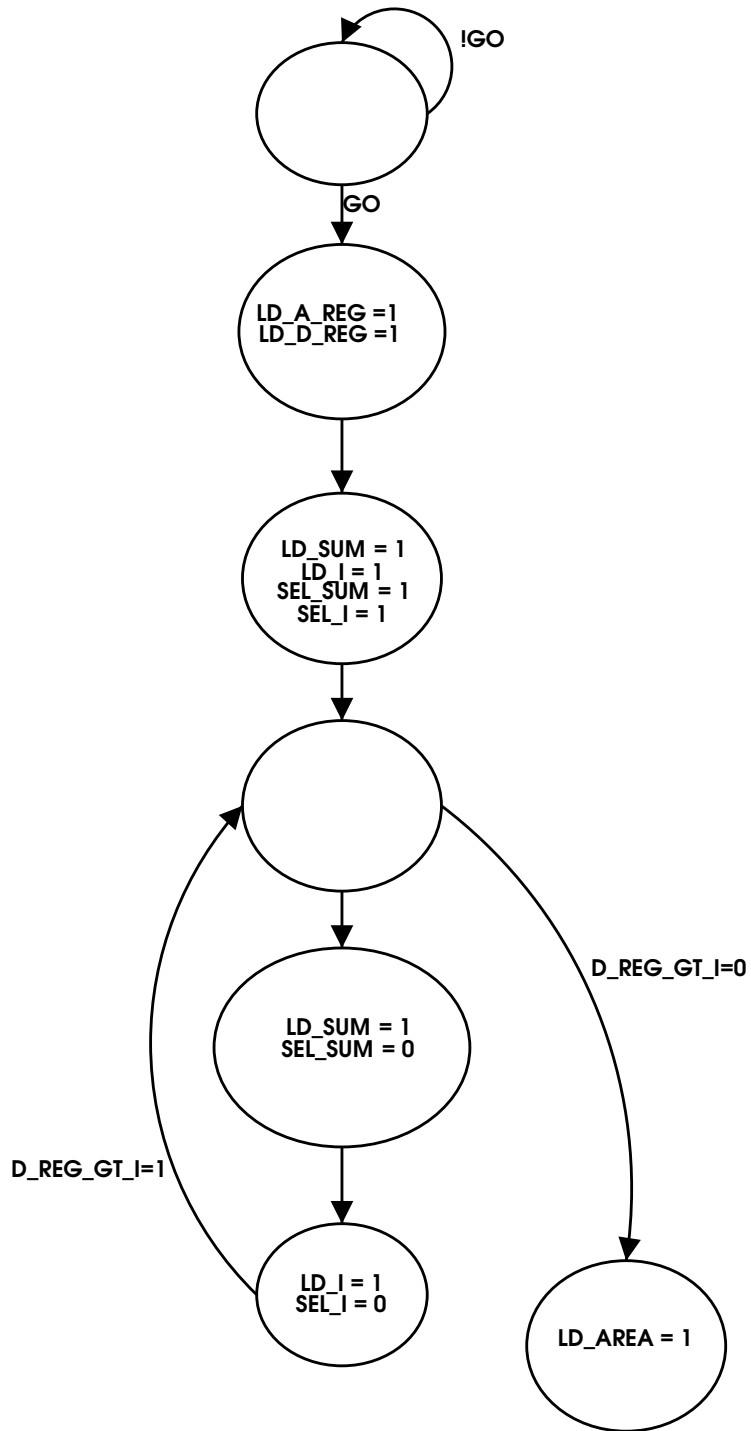 !GO
GO
LD_A_REG =1
LD_D_REG =1
LD_SUM = 1
LD_I = 1
SEL_SUM = 1
SEL_I = 1
D_REG_GT_I=0
LD_SUM = 1
SEL_SUM = 0
D_REG_GT_I=1
LD_I = 1
SEL_I = 0
LD_AREA = 1